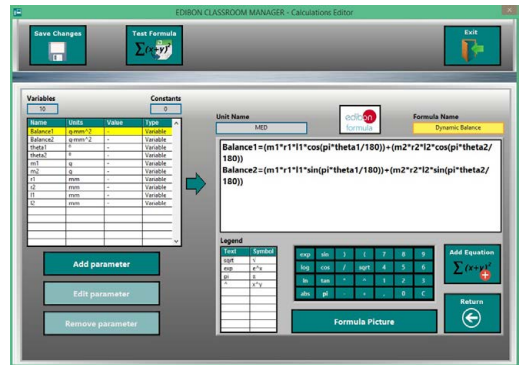 EDIBON CLASSROOM MANAGER - Calculations Editor
Save Changes
Test Formula
Σ(x+y)²
Exit
Variables
Constants
10
0
Name Units Value Type
Balance1 g·mm^2 - Variable
Balance2 g·mm^2 - Variable
theta1 º - Variable
theta2 º - Variable
m1 g - Variable
m2 g - Variable
r1 mm - Variable
r2 mm - Variable
l1 mm - Variable
l2 mm - Variable
Add parameter
Edit parameter
Remove parameter
Unit Name
MED
edibon
formula
Formula Name
Dynamic Balance
Balance1=(m1*r1*l1*cos(pi*theta1/180))+(m2*r2*l2*cos(pi*theta2/
180))
Balance2=(m1*r1*l1*sin(pi*theta1/180))+(m2*r2*l2*sin(pi*theta2/
180))
Legend
Text Symbol
sqrt √
exp e^x
pi π
^ x^y
exp sin ) ( 7 8 9
log cos / sqrt 4 5 6
ln tan * ^ 1 2 3
abs pi - + . 0 C
Formula Picture
Add Equation
Σ(x+y)²
Return